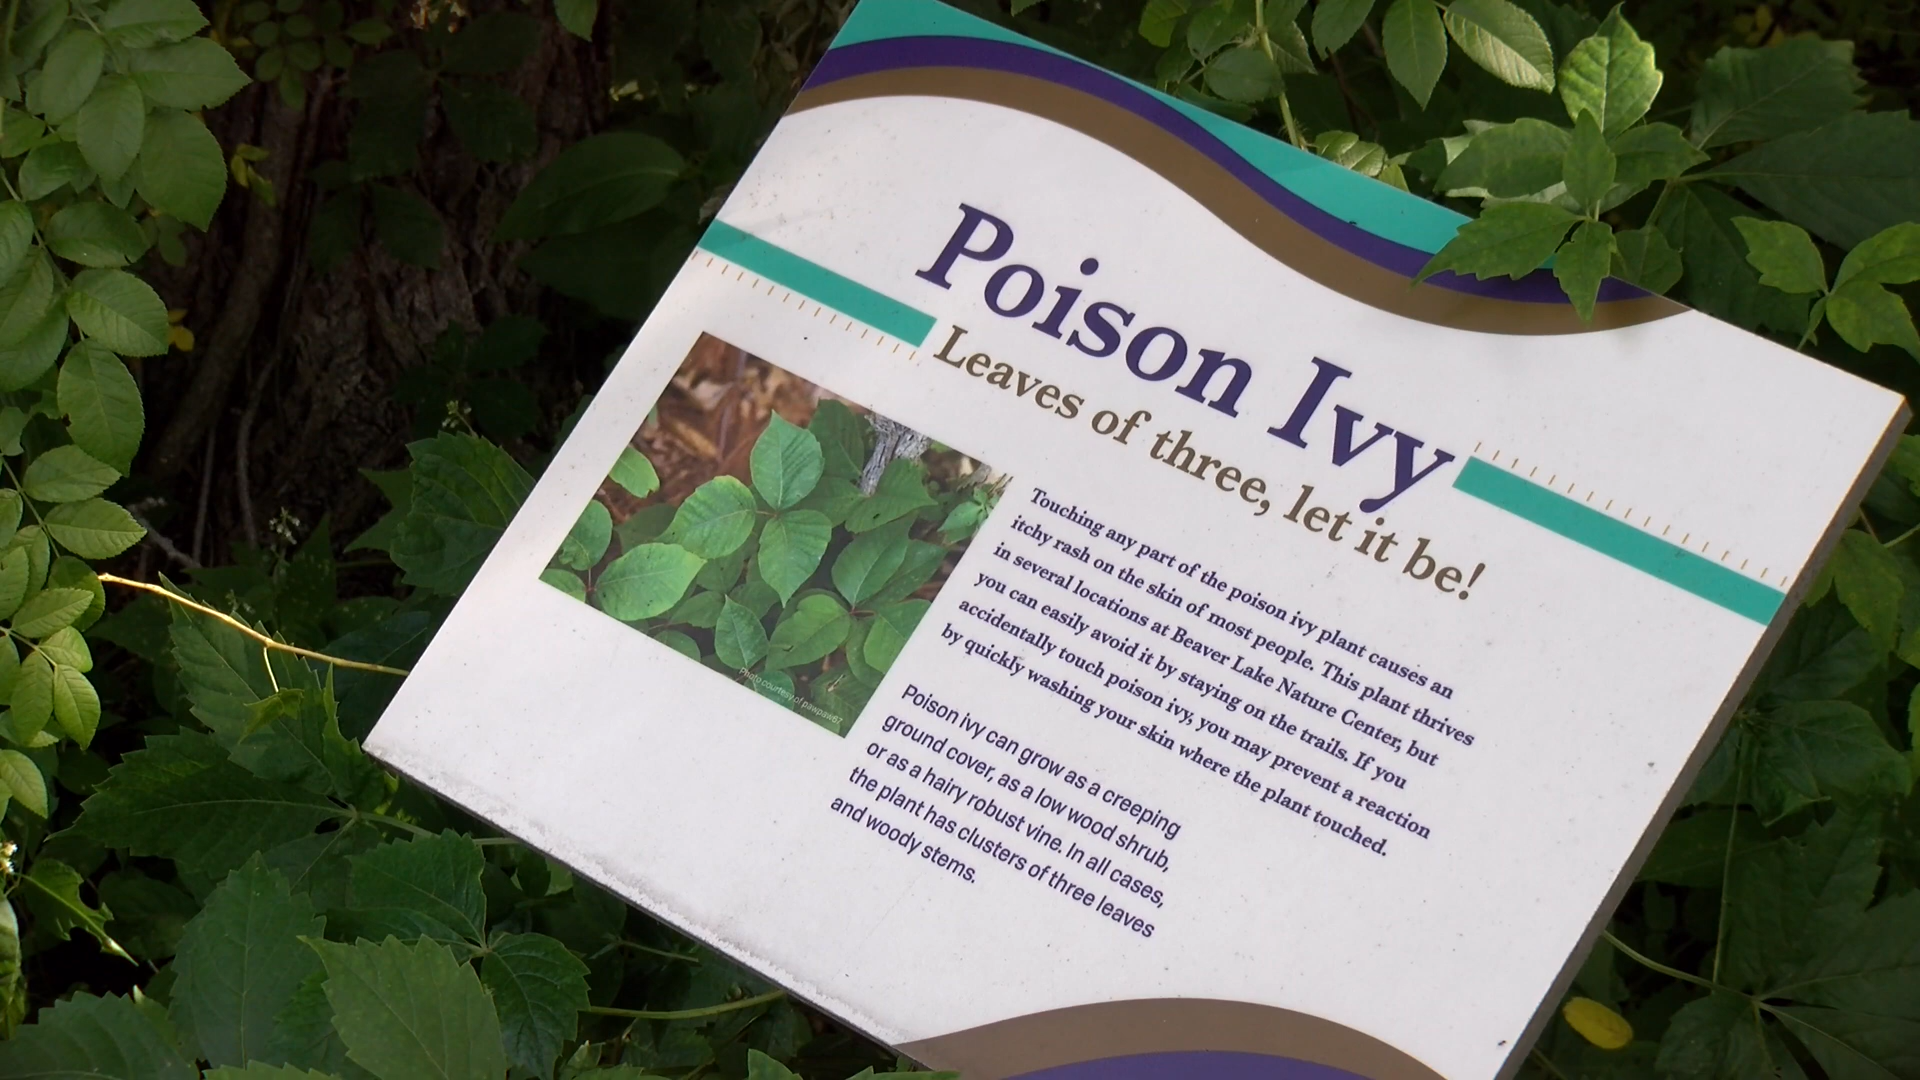 Poison Ivy
Leaves of three, let it be!
Touching any part of the poison ivy plant causes an
itchy rash on the skin of most people. This plant thrives
in several locations at Beaver Lake Nature Center, but
you can easily avoid it by staying on the trails. If you
accidentally touch poison ivy, you may prevent a reaction
by quickly washing your skin where the plant touched.
Poison ivy can grow as a creeping
ground cover, as a low wood shrub,
or as a hairy robust vine. In all cases,
the plant has clusters of three leaves
and woody stems.
Photo courtesy of pawpaw67